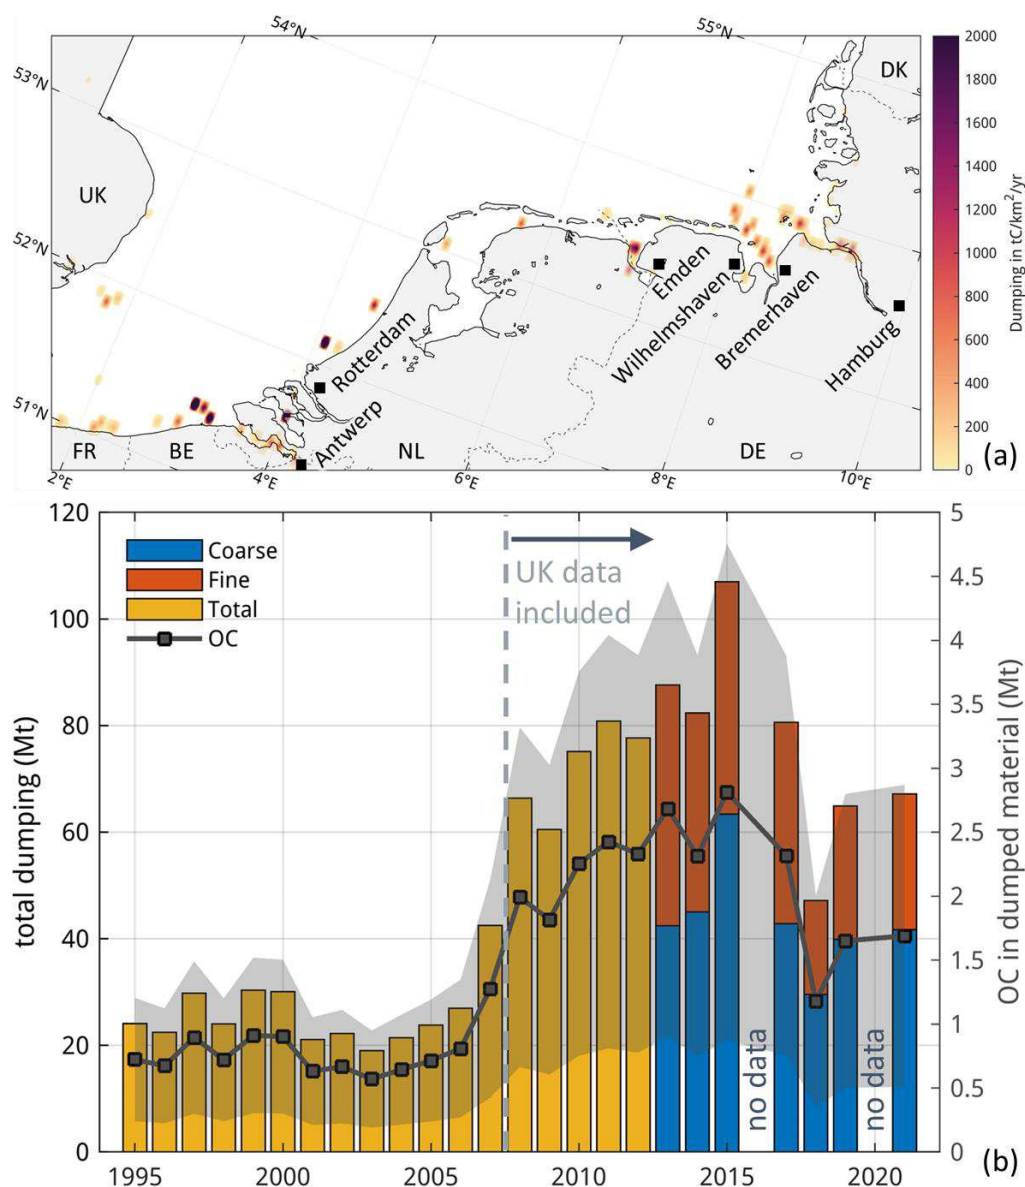 54°N
55°N
53°N
52°N
51°N
UK
DK
FR
BE
NL
DE
Antwerp
Rotterdam
Emden
Wilhelmshaven
Bremerhaven
Hamburg
2°E
4°E
6°E
8°E
10°E
2000
1800
1600
1400
1200
1000
800
600
400
200
0
Dumping in tC/km²/yr
(a)
120
100
80
60
40
20
0
total dumping (Mt)
Coarse
Fine
Total
OC
UK data
included
no data
no data
5
4.5
4
3.5
3
2.5
2
1.5
1
0.5
0
OC in dumped material (Mt)
1995
2000
2005
2010
2015
2020
(b)